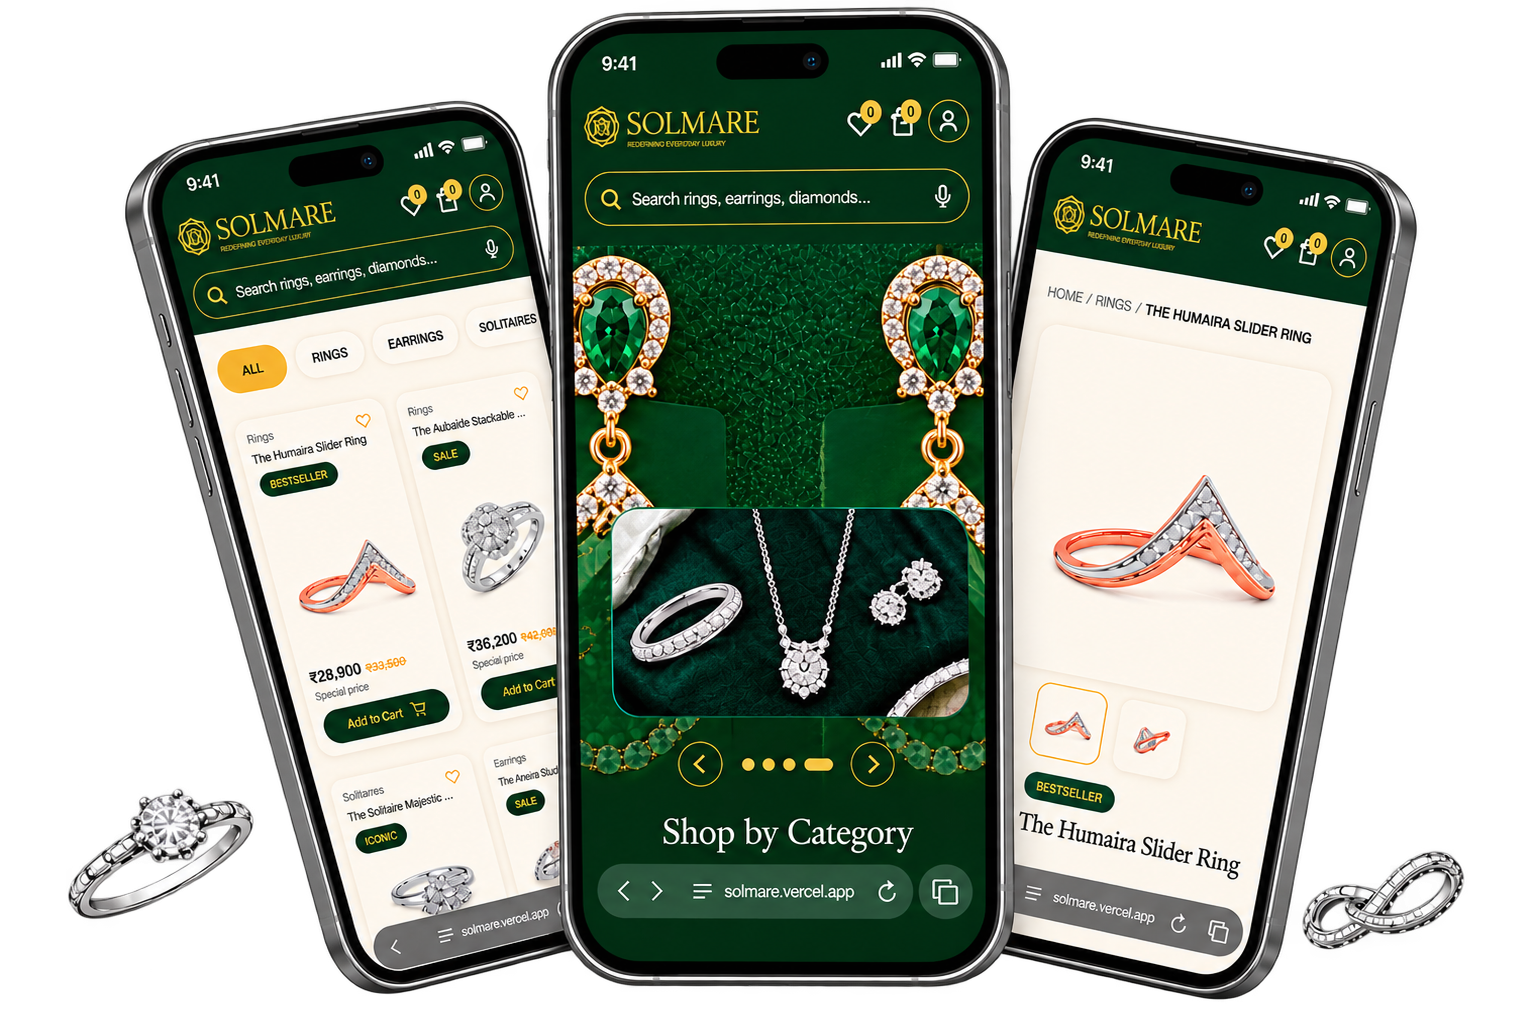 9:41
0
0
SOLMARE
REDEFINING EVERYDAY LUXURY
Search rings, earrings, diamonds...
ALL
RINGS
EARRINGS
SOLITAIRES
Rings
The Humaira Slider Ring
BESTSELLER
₹28,900 ₹33,500
Special price
Add to Cart
Rings
The Aubaide Stackable ...
SALE
₹36,200
Special price
Add to Cart
Solitarres
The Solitaire Majestic ...
ICONIC
Earrings
The Aneira Stud
SALE
solmare.vercel.app
9:41
0
0
SOLMARE
REDEFINING EVERYDAY LUXURY
Search rings, earrings, diamonds...
Shop by Category
solmare.vercel.app
9:41
SOLMARE
REDEFINING EVERYDAY LUXURY
0
0
HOME / RINGS / THE HUMAIRA SLIDER RING
BESTSELLER
The Humaira Slider Ring
solmare.vercel.app